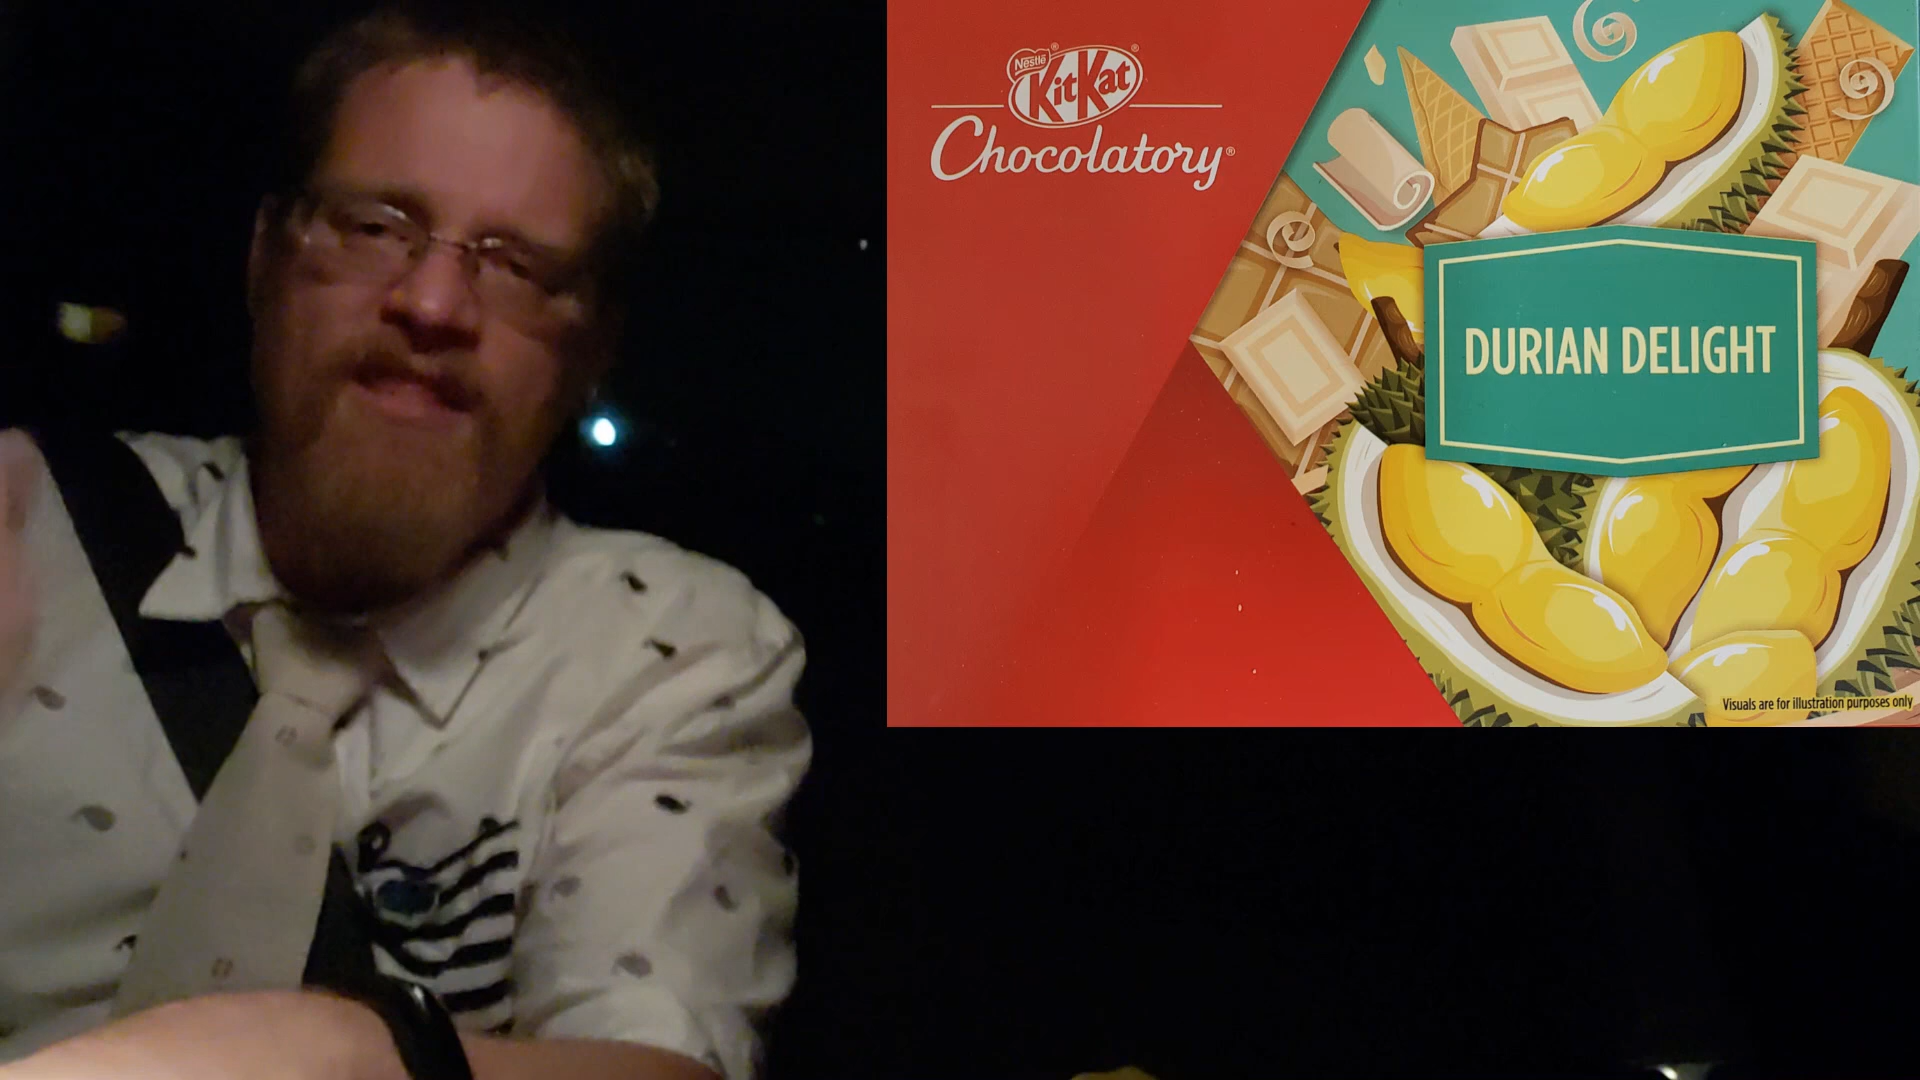 Nestlé
KitKat
Chocolatory
DURIAN DELIGHT
Visuals are for illustration purposes only